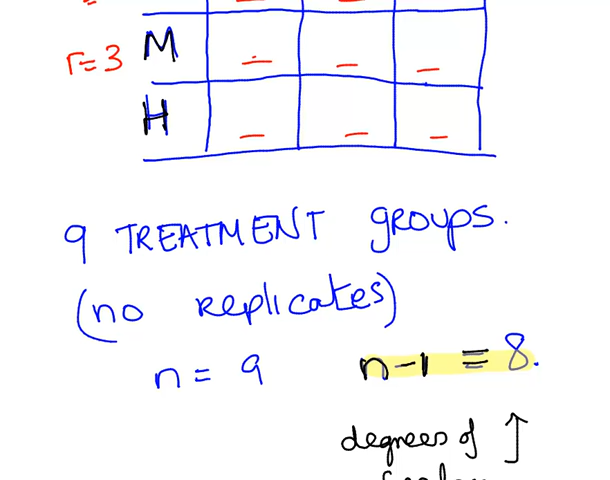 M
r=3
H
9 TREATMENT groups.
(no replicates)
n = 9 n-1 ≡ 8.
degrees of ↑